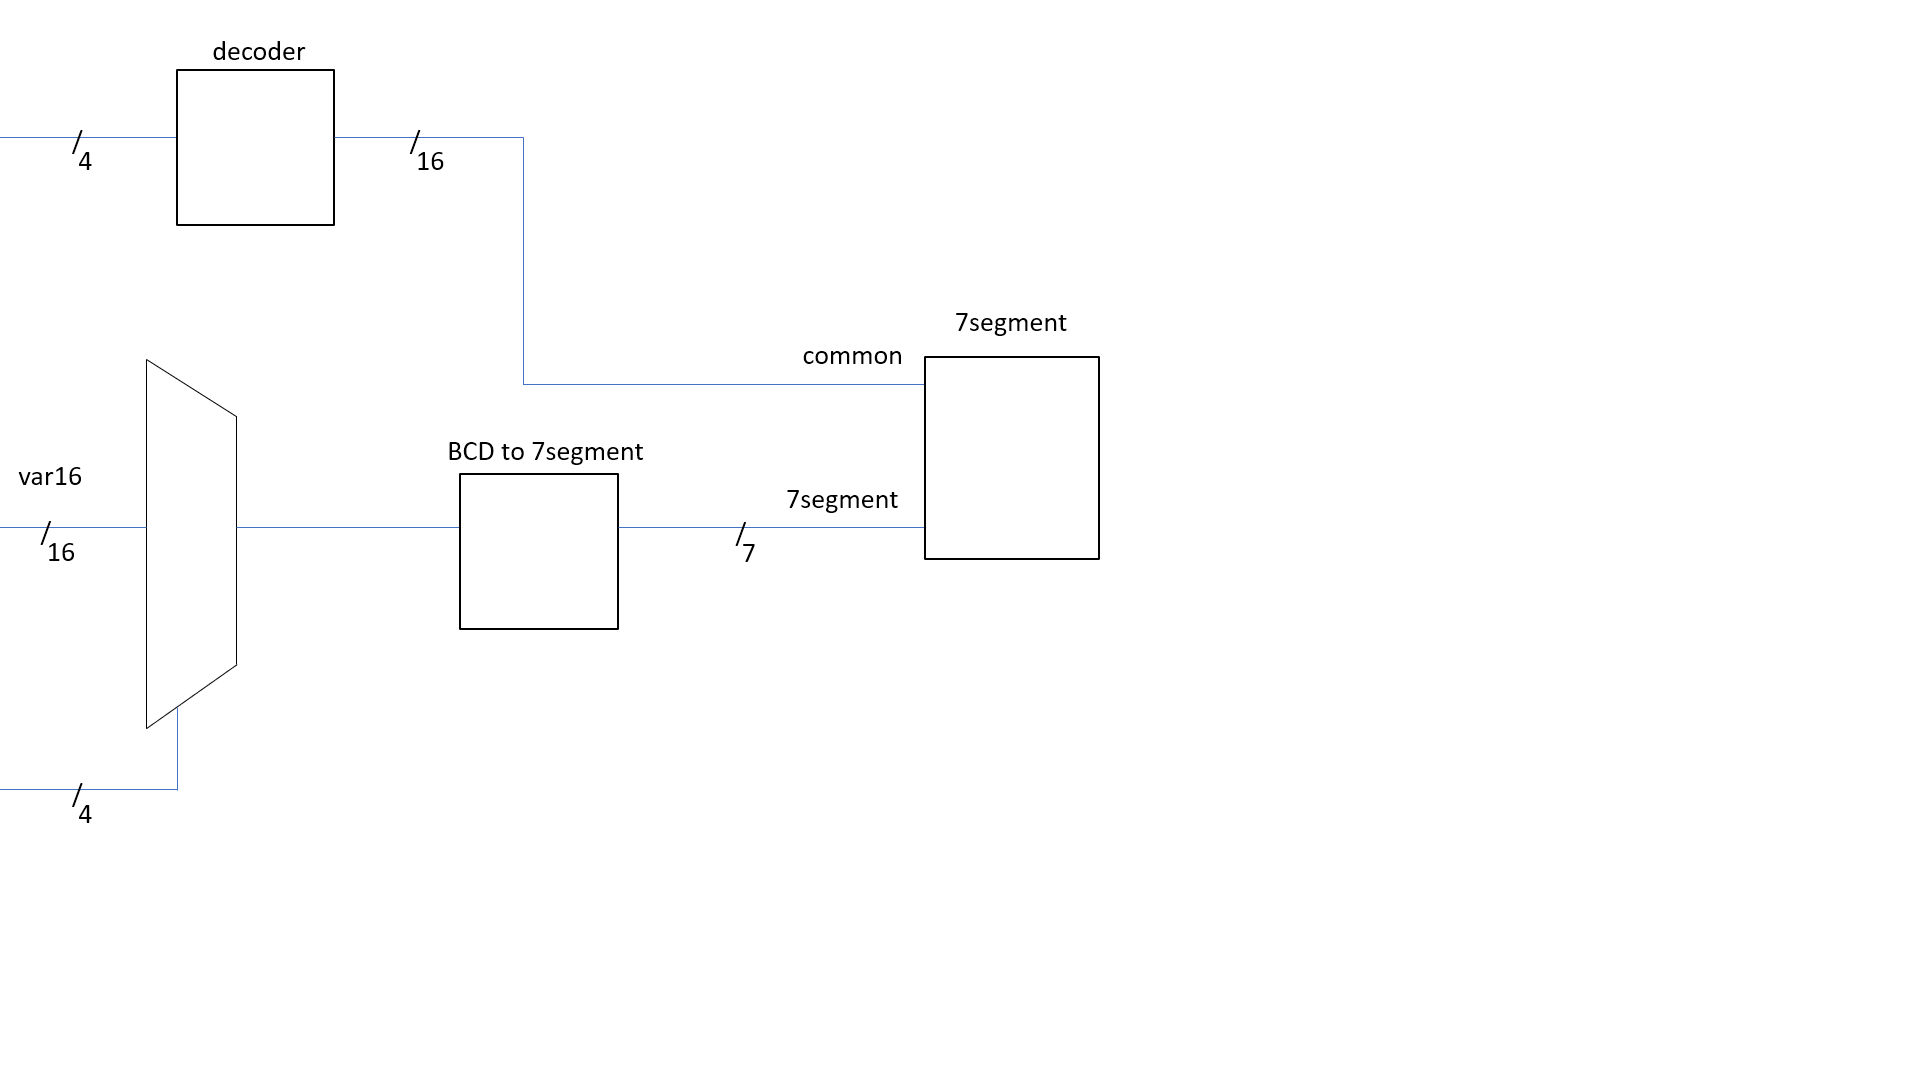 decoder
4
16
7segment
common
BCD to 7segment
var16
7segment
16
7
4